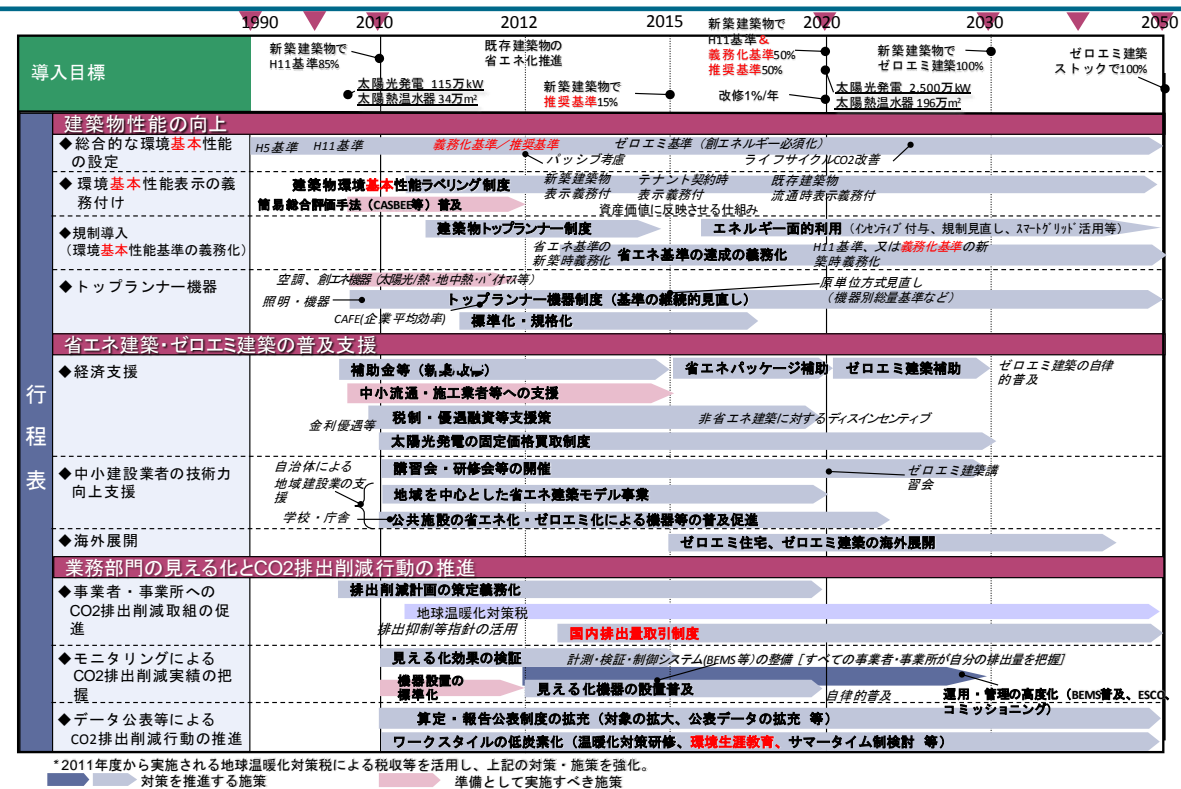 1990
2010
2012
2015
2020
2030
2050
導入目標
新築建築物で
H11基準85%
太陽光発電 115万kW
太陽熱温水器 34万m²
既存建築物の
省エネ化推進
新築建築物で
推奨基準15%
新築建築物で
H11基準&
義務化基準50%
推奨基準50%
改修1%/年
新築建築物で
ゼロエミ建築100%
太陽光発電 2,500万kW
太陽熱温水器 196万m²
ゼロエミ建築
ストックで100%
行程表
建築物性能の向上
◆総合的な環境基本性能
の設定
H5基準
H11基準
義務化基準／推奨基準
ゼロエミ基準（創エネルギー必須化）
パッシブ考慮
ライフサイクルCO2改善
◆環境基本性能表示の義
務付け
建築物環境基本性能ラベリング制度
新築建築物
表示義務付
テナント契約時
表示義務付
既存建築物
流通時表示義務付
簡易総合評価手法（CASBEE等）普及
資産価値に反映させる仕組み
◆規制導入
（環境基本性能基準の義務化）
建築物トップランナー制度
エネルギー面的利用（インセンティブ付与、規制見直し、スマートグリッド活用等）
省エネ基準の
新築時義務化
省エネ基準の達成の義務化
H11基準、又は義務化基準の新
築時義務化
◆トップランナー機器
空調、創エネ機器（太陽光/熱・地中熱・バイオマス等）
照明・機器
トップランナー機器制度（基準の継続的見直し）
原単位方式見直し
（機器別総量基準など）
CAFE(企業平均効率)
標準化・規格化
省エネ建築・ゼロエミ建築の普及支援
◆経済支援
補助金等（新築、改修）
省エネパッケージ補助
ゼロエミ建築補助
ゼロエミ建築の自律
的普及
中小流通・施工業者等への支援
金利優遇等
税制・優遇融資等支援策
非省エネ建築に対するディスインセンティブ
太陽光発電の固定価格買取制度
◆中小建設業者の技術力
向上支援
自治体による
地域建設業の支
援
講習会・研修会等の開催
ゼロエミ建築講
習会
地域を中心とした省エネ建築モデル事業
学校・庁舎
公共施設の省エネ化・ゼロエミ化による機器等の普及促進
◆海外展開
ゼロエミ住宅、ゼロエミ建築の海外展開
業務部門の見える化とCO2排出削減行動の推進
◆事業者・事業所への
CO2排出削減取組の促
進
排出削減計画の策定義務化
地球温暖化対策税
排出抑制等指針の活用
国内排出量取引制度
◆モニタリングによる
CO2排出削減実績の把
握
見える化効果の検証
計測・検証・制御システム(BEMS等)の整備［すべての事業者・事業所が自分の排出量を把握］
機器設置の
標準化
見える化機器の設置普及
自律的普及
運用・管理の高度化（BEMS普及、ESCO、
コミッショニング）
◆データ公表等による
CO2排出削減行動の推進
算定・報告公表制度の拡充（対象の拡大、公表データの拡充 等）
ワークスタイルの低炭素化（温暖化対策研修、環境生涯教育、サマータイム制検討 等）
*2011年度から実施される地球温暖化対策税による税収等を活用し、上記の対策・施策を強化。
対策を推進する施策
準備として実施すべき施策